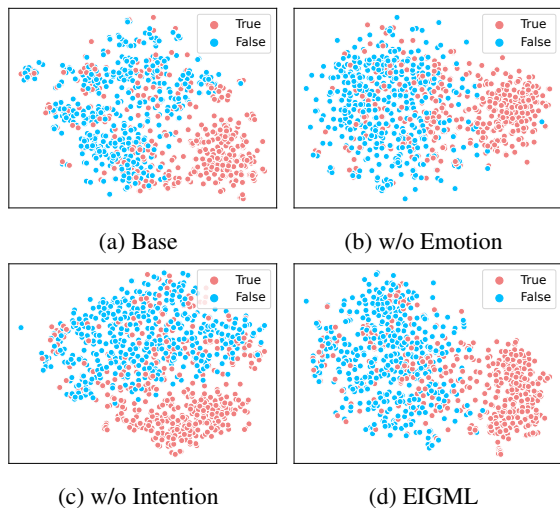 True
False
True
False
(a) Base
(b) w/o Emotion
True
False
True
False
(c) w/o Intention
(d) EIGML